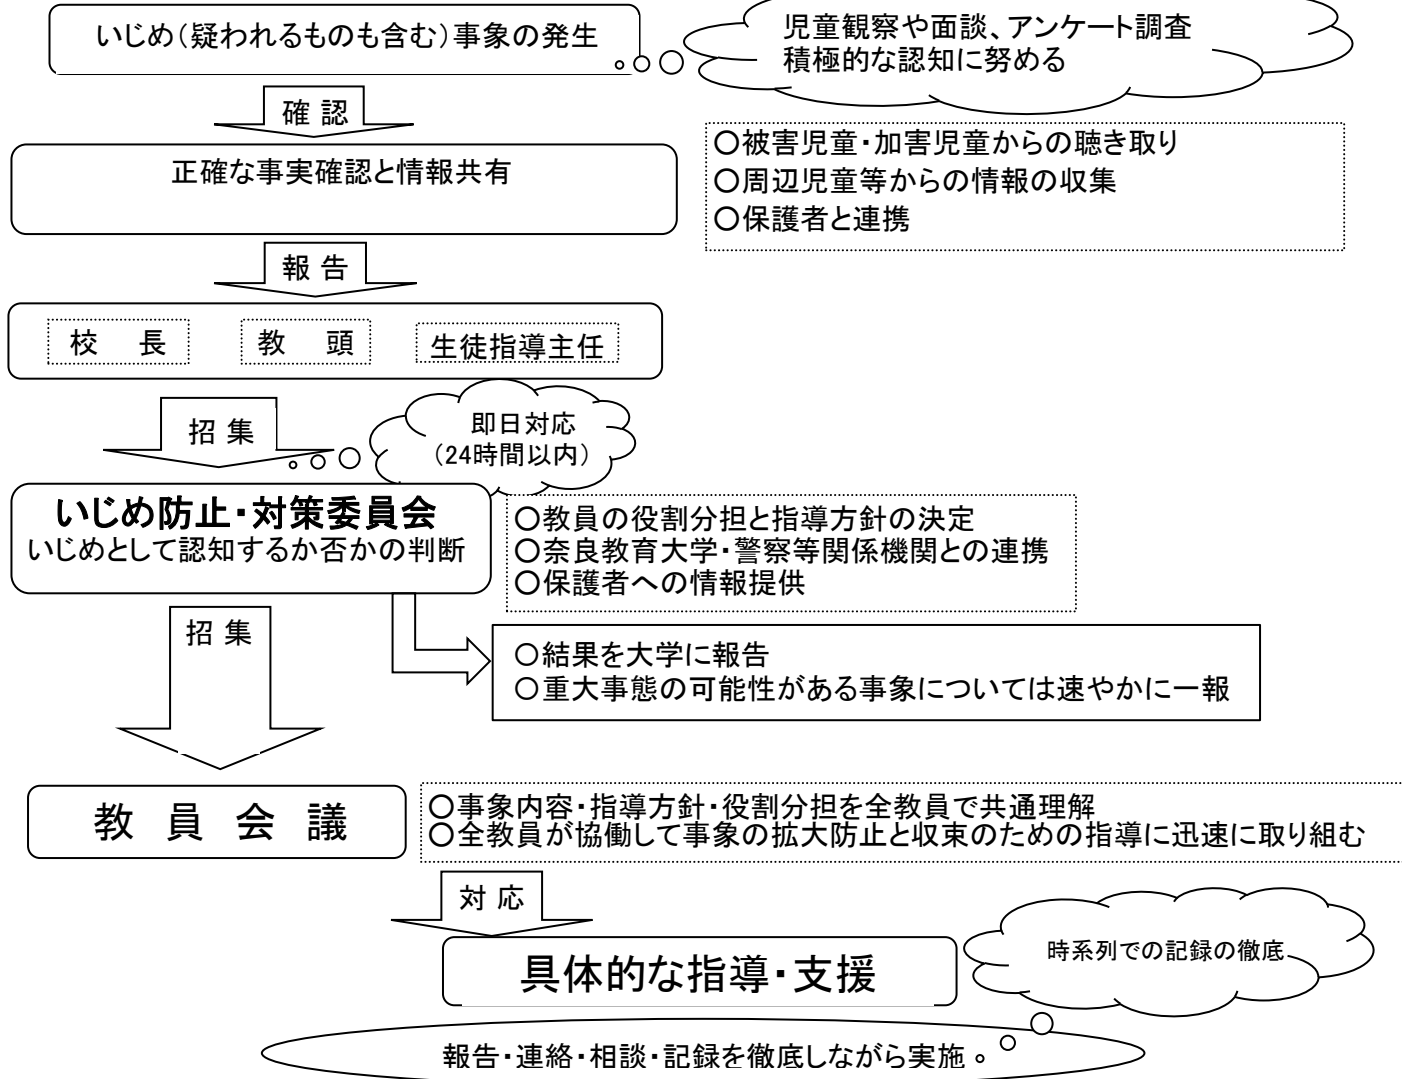 いじめ（疑われるものも含む）事象の発生
児童観察や面談、アンケート調査
積極的な認知に努める
確 認
正確な事実確認と情報共有
〇被害児童・加害児童からの聴き取り
〇周辺児童等からの情報の収集
〇保護者と連携
報 告
校　長
教　頭
生徒指導主任
招 集
即日対応
（24時間以内）
いじめ防止・対策委員会
いじめとして認知するか否かの判断
〇教員の役割分担と指導方針の決定
〇奈良教育大学・警察等関係機関との連携
〇保護者への情報提供
招 集
〇結果を大学に報告
〇重大事態の可能性がある事象については速やかに一報
教 員 会 議
〇事象内容・指導方針・役割分担を全教員で共通理解
〇全教員が協働して事象の拡大防止と収束のための指導に迅速に取り組む
対 応
具体的な指導・支援
時系列での記録の徹底
報告・連絡・相談・記録を徹底しながら実施。